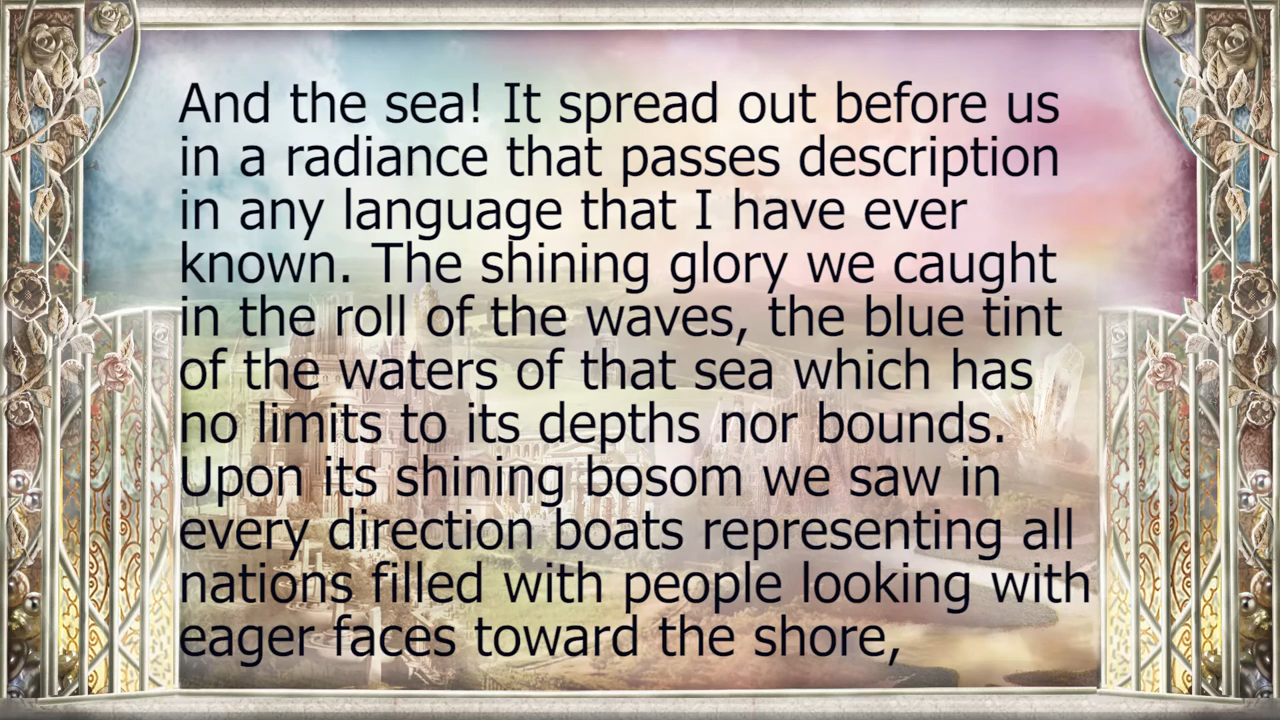 And the sea! It spread out before us
in a radiance that passes description
in any language that I have ever
known. The shining glory we caught
in the roll of the waves, the blue tint
of the waters of that sea which has
no limits to its depths nor bounds.
Upon its shining bosom we saw in
every direction boats representing all
nations filled with people looking with
eager faces toward the shore,